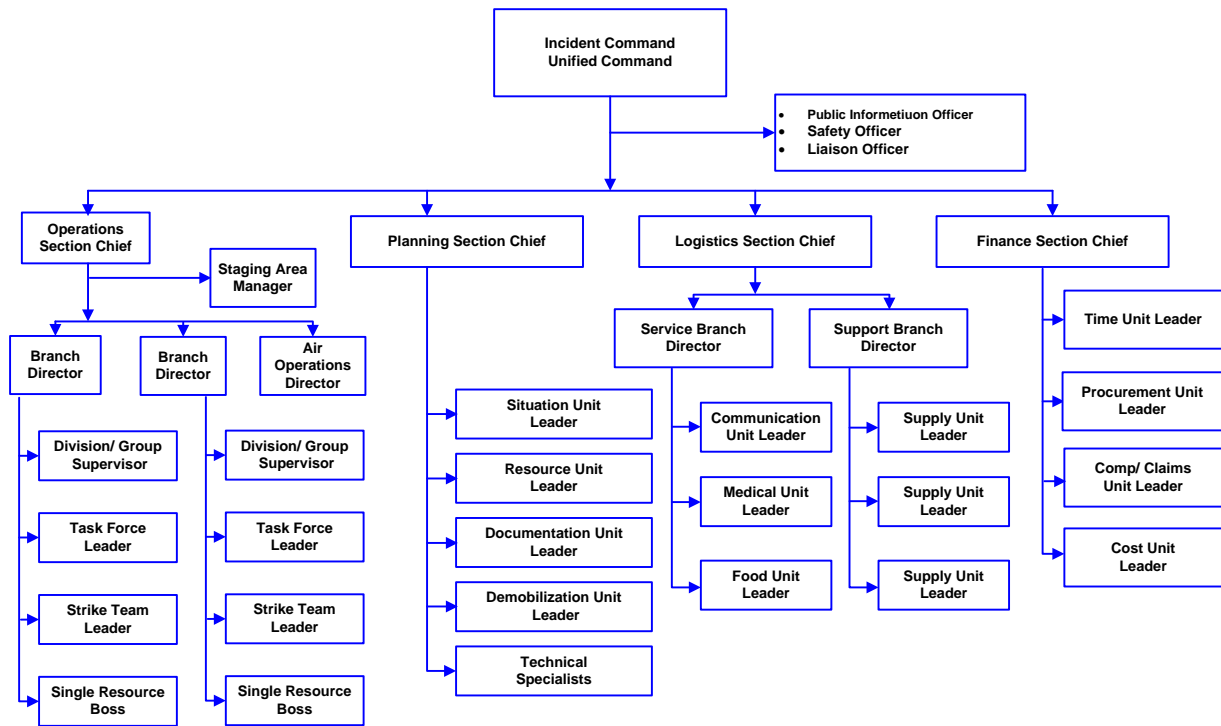 Incident Command
Unified Command
• Public Informetiuon Officer
• Safety Officer
• Liaison Officer
Operations
Section Chief
Planning Section Chief
Logistics Section Chief
Finance Section Chief
Staging Area
Manager
Branch
Director
Branch
Director
Air
Operations
Director
Service Branch
Director
Support Branch
Director
Time Unit Leader
Division/ Group
Supervisor
Division/ Group
Supervisor
Situation Unit
Leader
Communication
Unit Leader
Supply Unit
Leader
Procurement Unit
Leader
Resource Unit
Leader
Medical Unit
Leader
Supply Unit
Leader
Comp/ Claims
Unit Leader
Task Force
Leader
Task Force
Leader
Documentation Unit
Leader
Cost Unit
Leader
Strike Team
Leader
Strike Team
Leader
Demobilization Unit
Leader
Food Unit
Leader
Supply Unit
Leader
Single Resource
Boss
Single Resource
Boss
Technical
Specialists